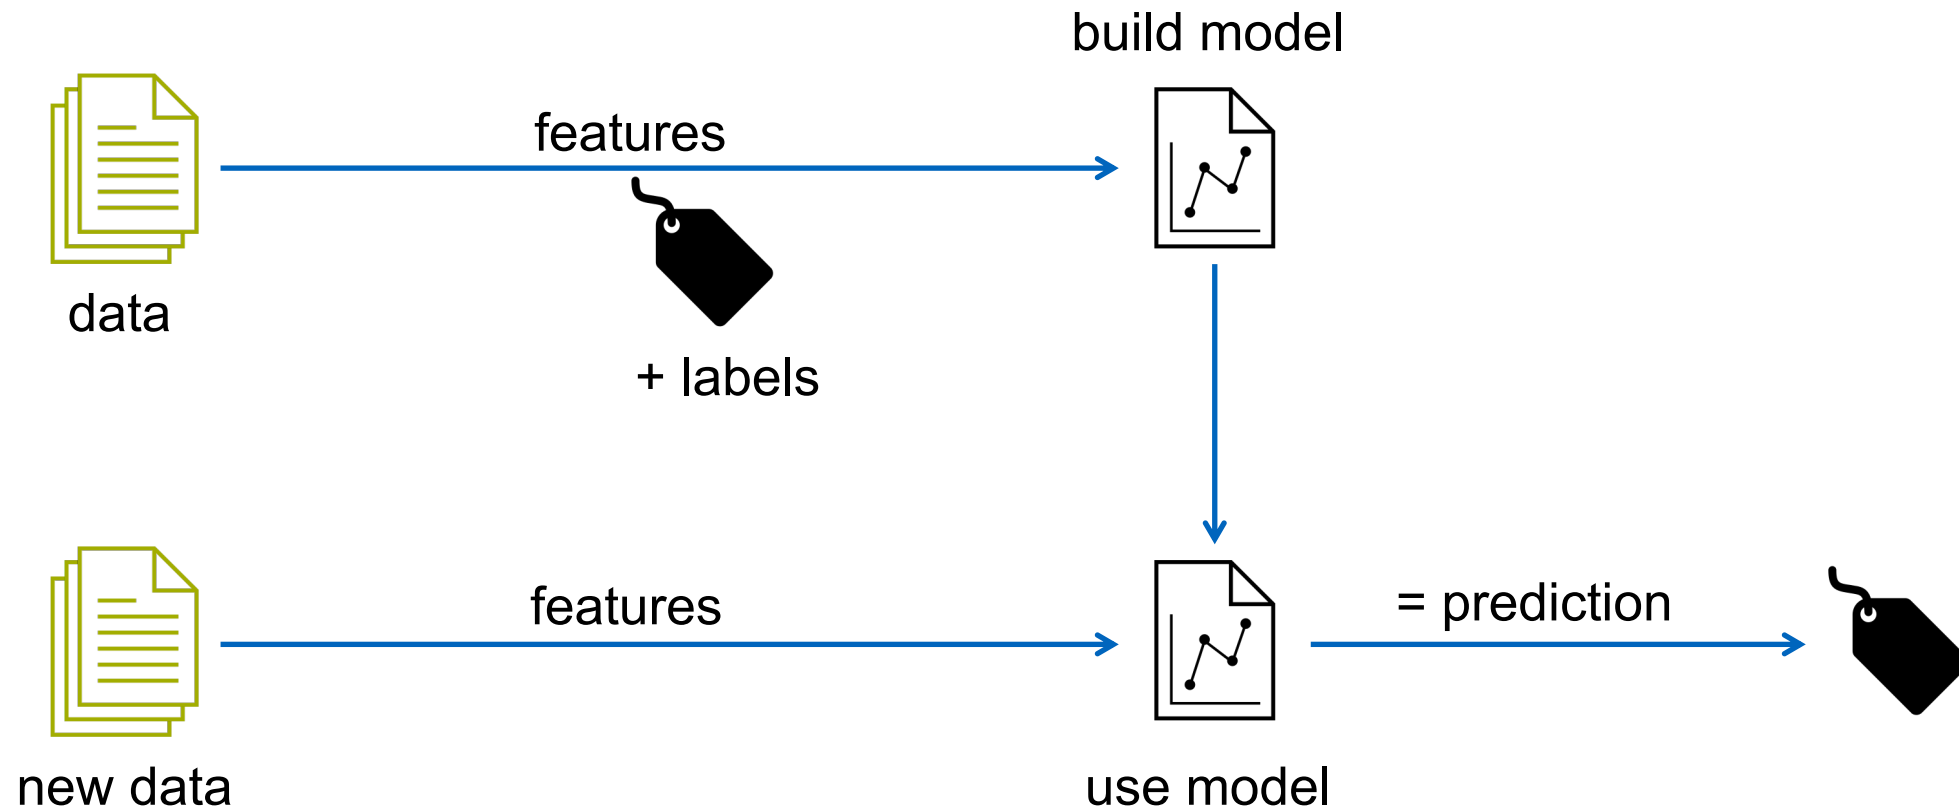 build model
features
data
+ labels
features
= prediction
new data
use model